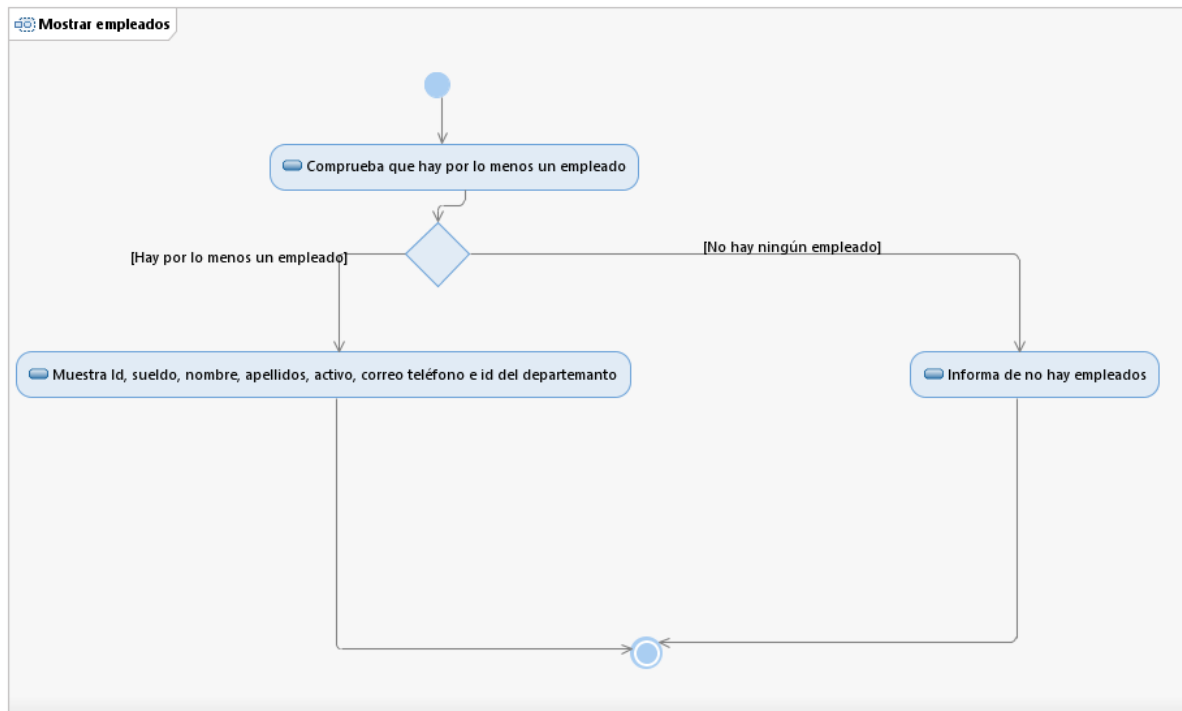 Mostrar empleados
Comprueba que hay por lo menos un empleado
[Hay por lo menos un empleado]
[No hay ningún empleado]
Muestra Id, sueldo, nombre, apellidos, activo, correo teléfono e id del departemanto
Informa de no hay empleados